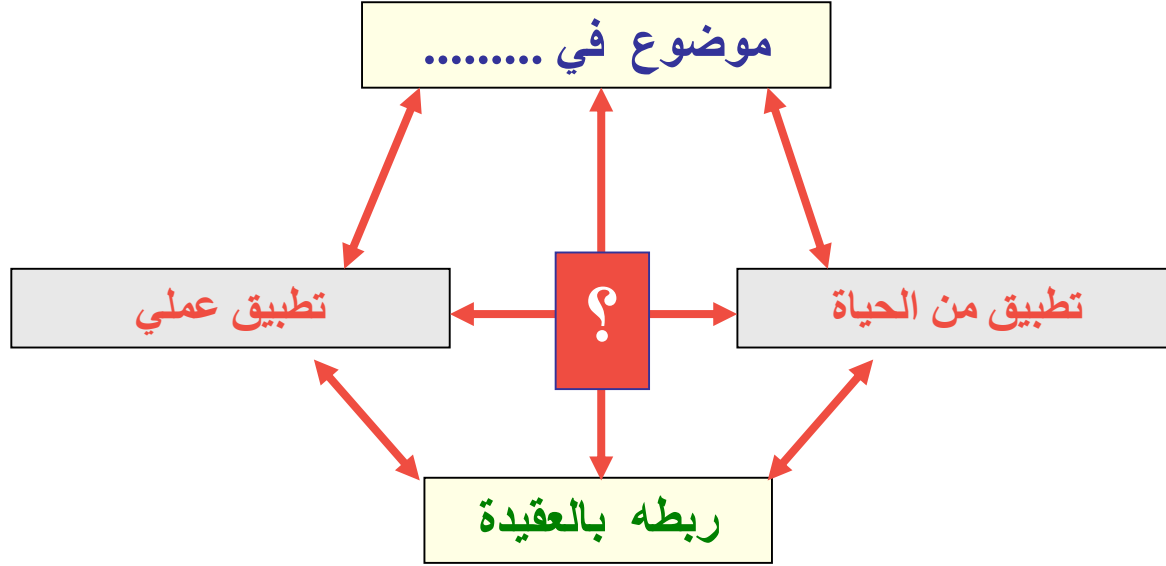 موضوع في .........
تطبيق من الحياة
؟
تطبيق عملي
ربطه بالعقيدة